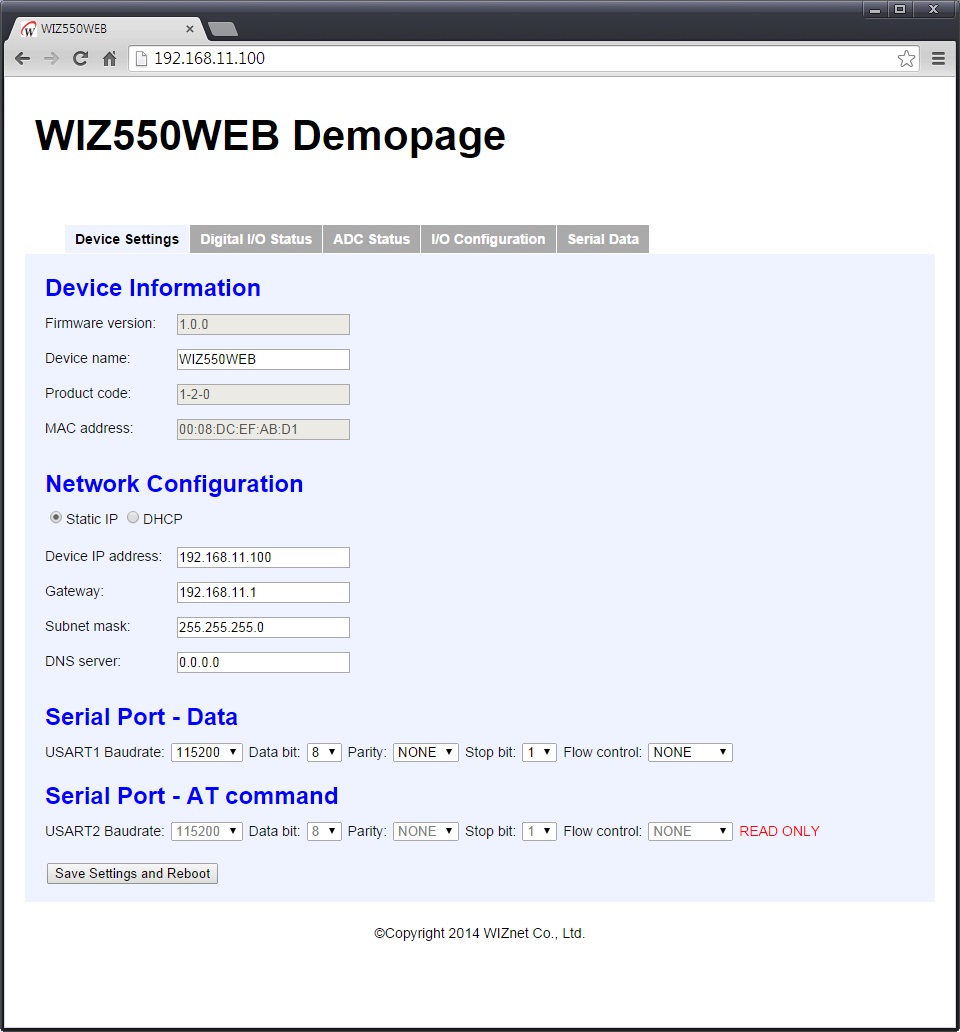 WIZ550WEB
192.168.11.100
WIZ550WEB Demopage
Device Settings Digital I/O Status ADC Status I/O Configuration Serial Data
Device Information
Firmware version: 1.0.0
Device name: WIZ550WEB
Product code: 1-2-0
MAC address: 00:08:DC:EF:AB:D1
Network Configuration
Static IP DHCP
Device IP address: 192.168.11.100
Gateway: 192.168.11.1
Subnet mask: 255.255.255.0
DNS server: 0.0.0.0
Serial Port - Data
USART1 Baudrate: 115200 Data bit: 8 Parity: NONE Stop bit: 1 Flow control: NONE
Serial Port - AT command
USART2 Baudrate: 115200 Data bit: 8 Parity: NONE Stop bit: 1 Flow control: NONE READ ONLY
Save Settings and Reboot
©Copyright 2014 WIZnet Co., Ltd.